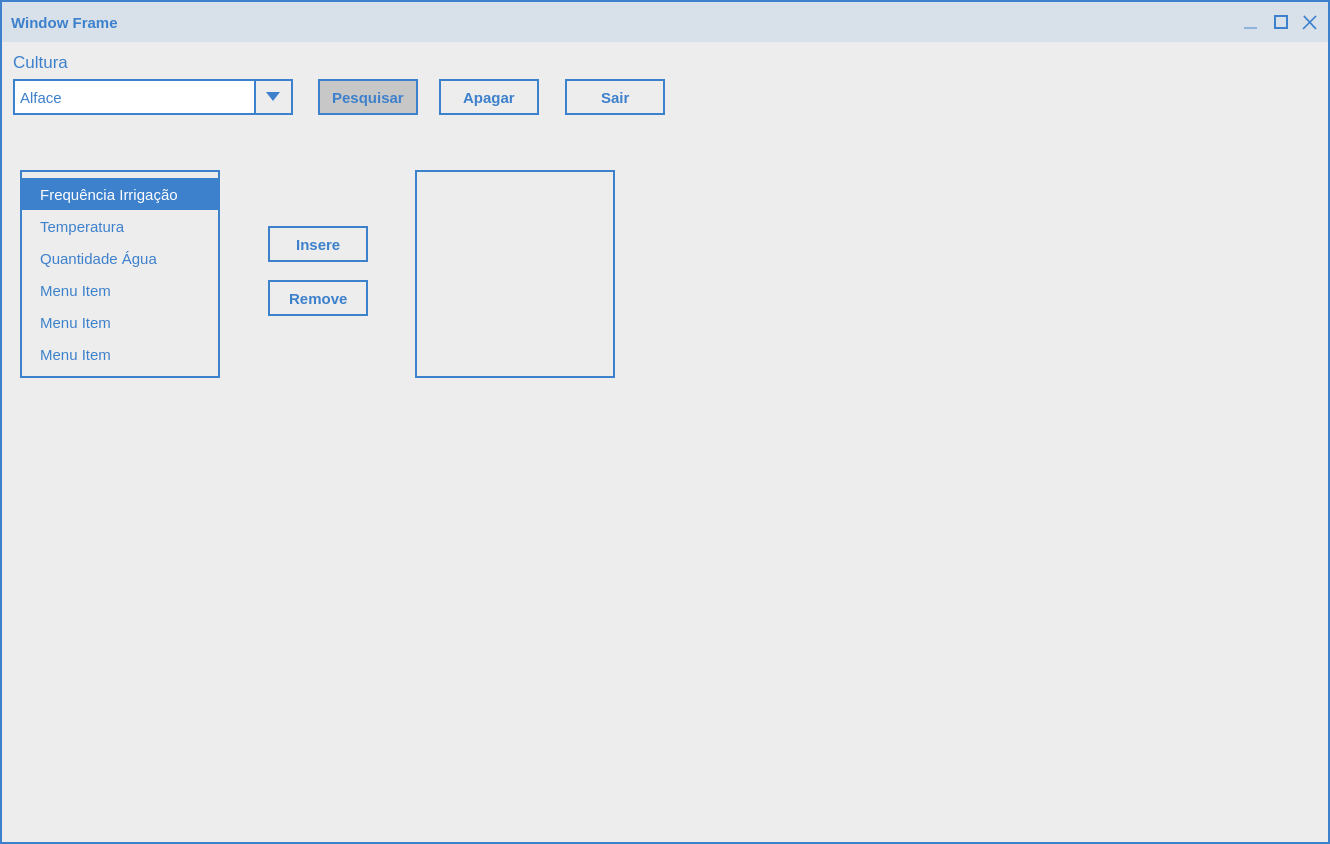 Window Frame
Cultura
Alface
Pesquisar
Apagar
Sair
Frequência Irrigação
Temperatura
Quantidade Água
Menu Item
Menu Item
Menu Item
Insere
Remove